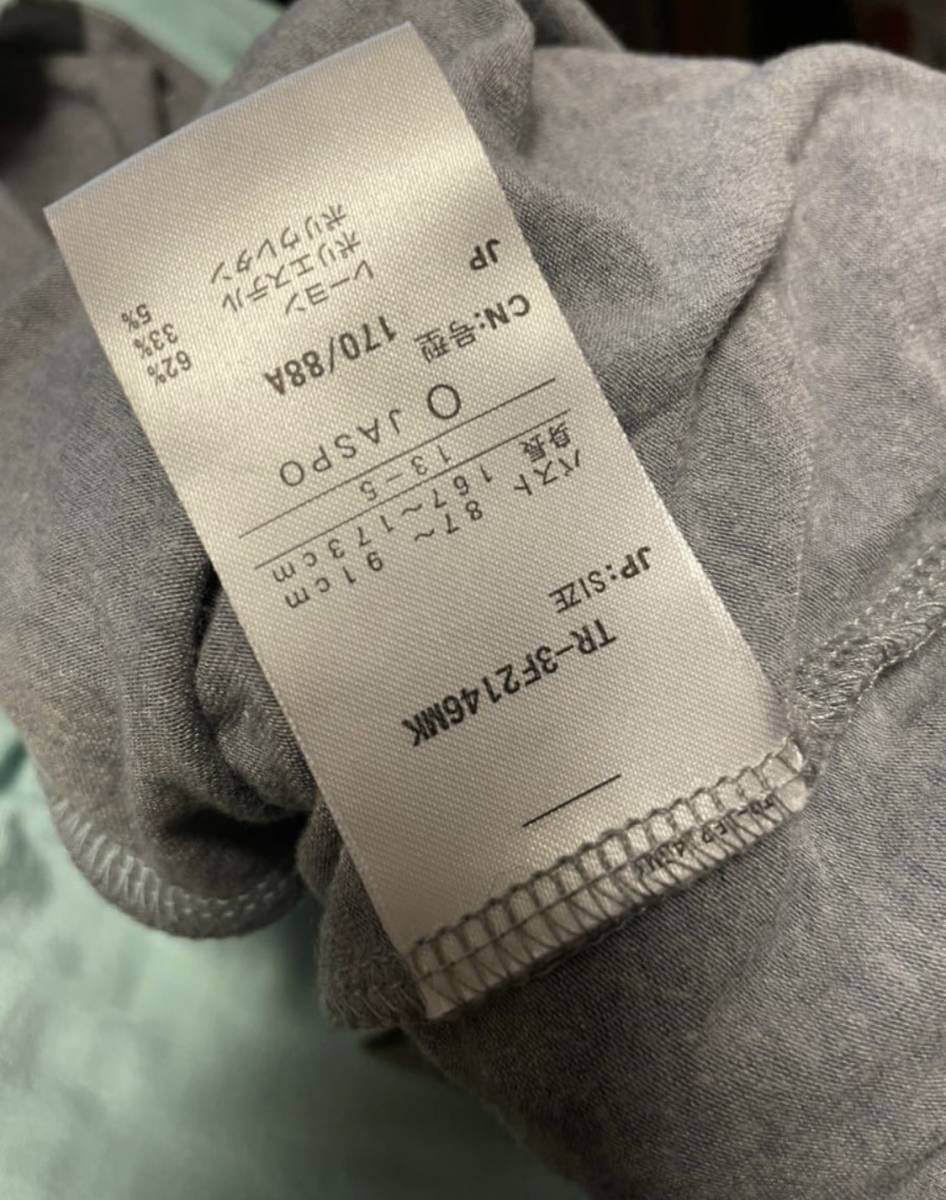 TR-3F2146MK
JP:SIZE
バスト 87～91cm
身長 167～173cm
13-5
O JASPO
CN:号型 170/88A
JP
レーヨン 62%
ポリエステル 33%
ポリウレタン 5%